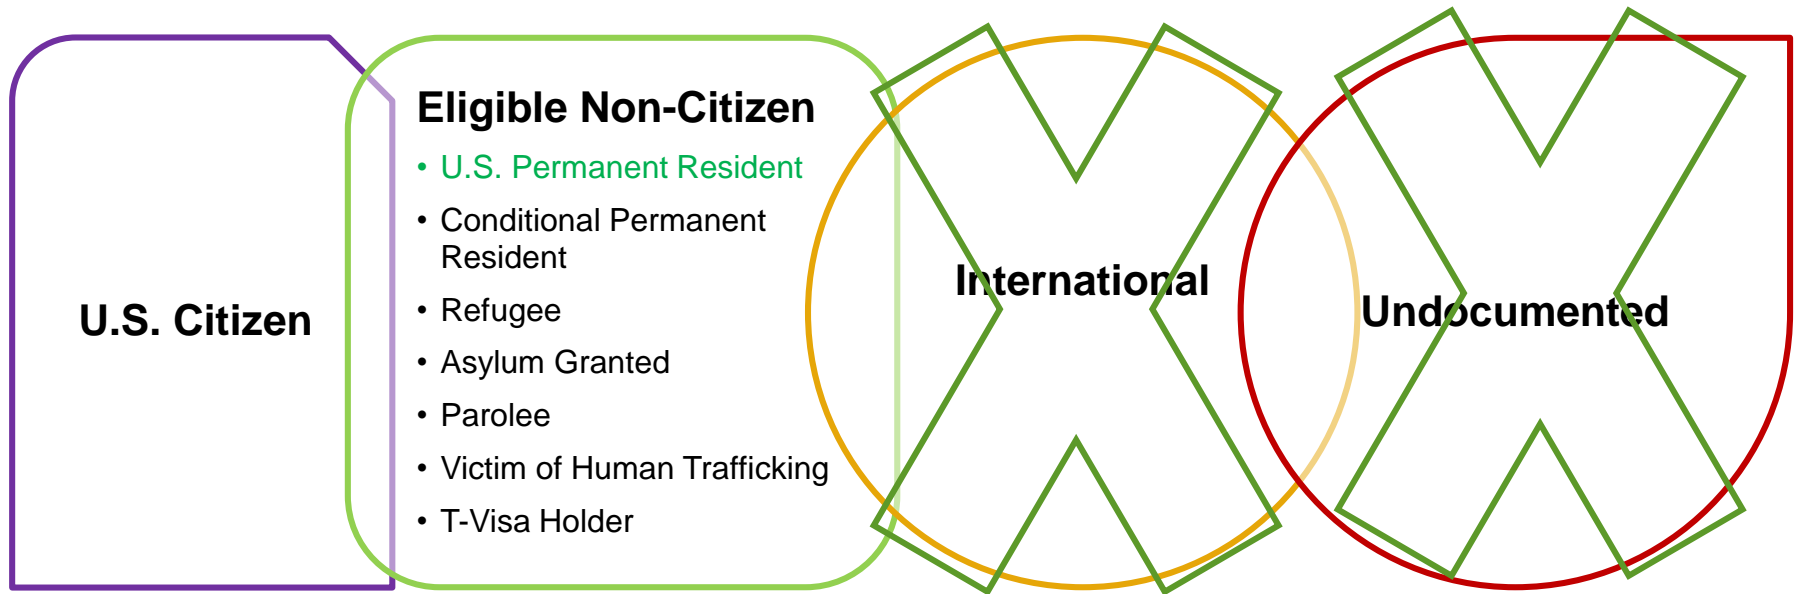 U.S. Citizen
Eligible Non-Citizen
• U.S. Permanent Resident
• Conditional Permanent
Resident
• Refugee
• Asylum Granted
• Parolee
• Victim of Human Trafficking
• T-Visa Holder
International
Undocumented